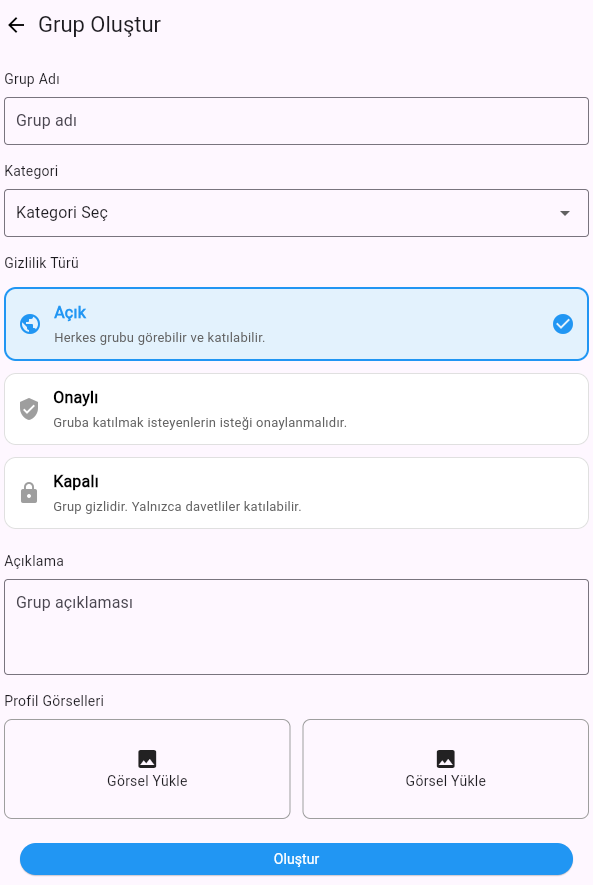 Grup Oluştur
Grup Adı
Grup adı
Kategori
Kategori Seç
Gizlilik Türü
Açık
Herkes grubu görebilir ve katılabilir.
Onaylı
Gruba katılmak isteyenlerin isteği onaylanmalıdır.
Kapalı
Grup gizlidir. Yalnızca davetliler katılabilir.
Açıklama
Grup açıklaması
Profil Görselleri
Görsel Yükle
Görsel Yükle
Oluştur